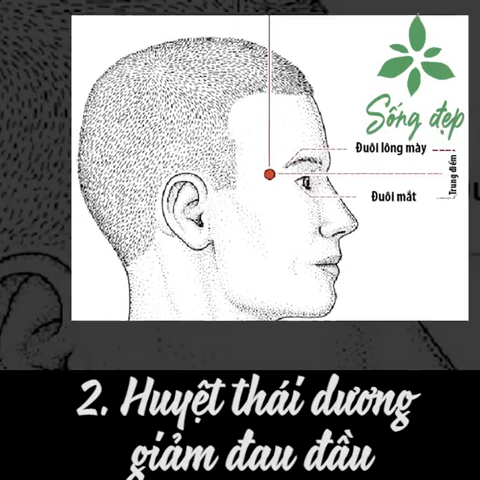 Sống đẹp
Đuôi lông mày
Trung điểm
Đuôi mắt
2. Huyệt thái dương
giảm đau đầu